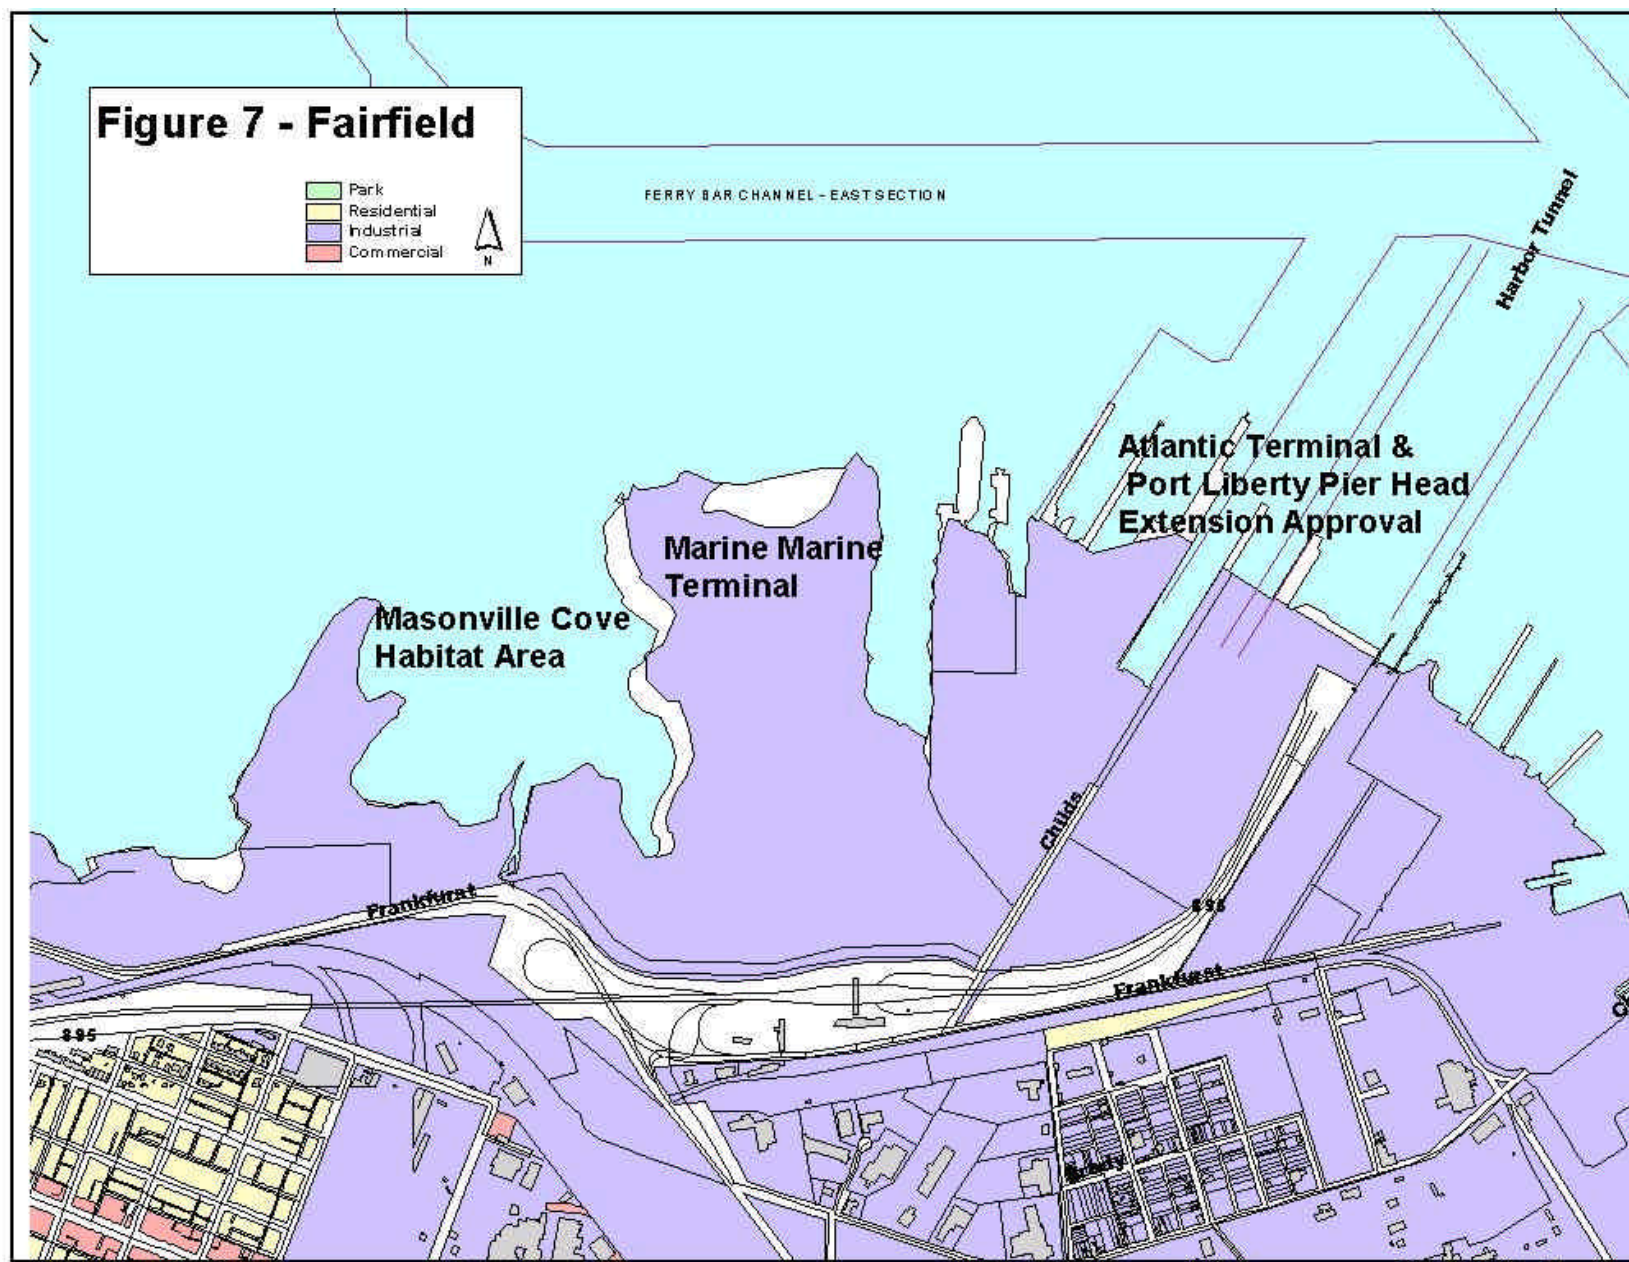 Figure 7 - Fairfield
Park
Residential
Industrial
Commercial
N
FERRY BAR CHANNEL - EAST SECTION
Harbor Tunnel
Atlantic Terminal &
Port Liberty Pier Head
Extension Approval
Marine Marine
Terminal
Masonville Cove
Habitat Area
Childs
Frankfurst
895
Frankfurst
895